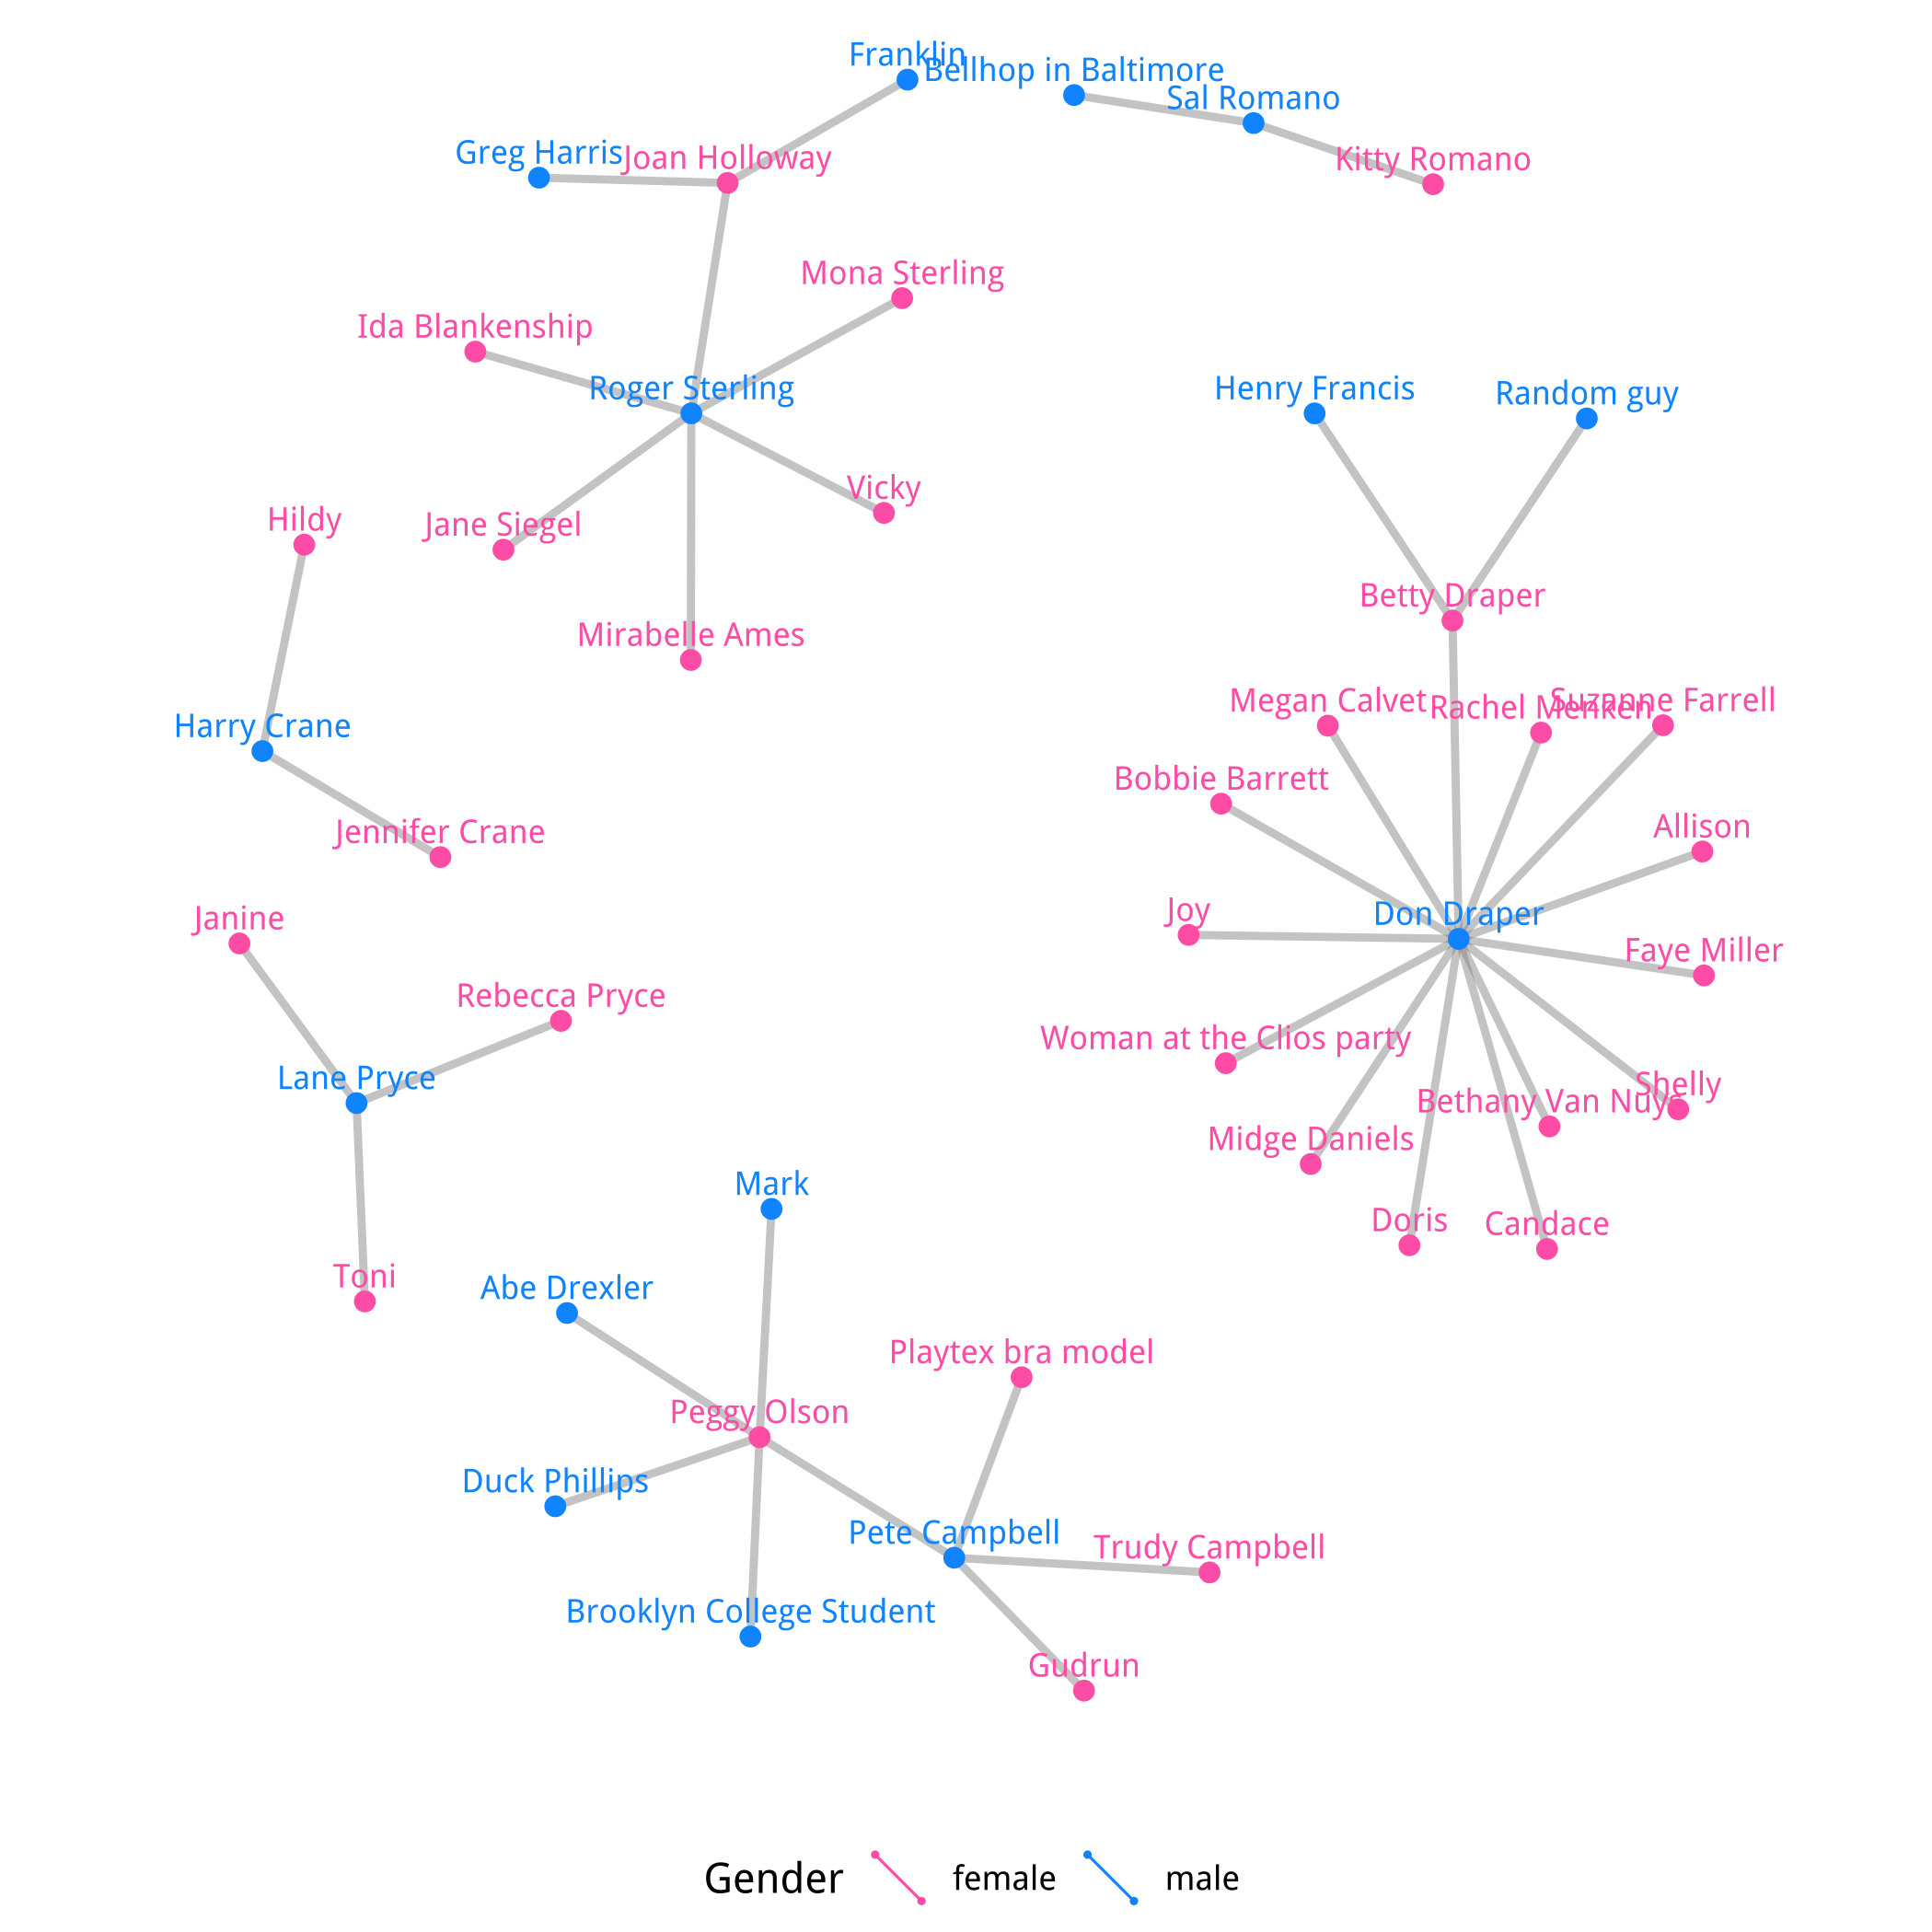 Franklin
Bellhop in Baltimore
Sal Romano
Greg Harris
Joan Holloway
Kitty Romano
Mona Sterling
Ida Blankenship
Roger Sterling
Henry Francis
Random guy
Vicky
Hildy
Jane Siegel
Betty Draper
Mirabelle Ames
Megan Calvet
Rachel Menken
Suzanne Farrell
Harry Crane
Bobbie Barrett
Jennifer Crane
Allison
Janine
Joy
Don Draper
Faye Miller
Rebecca Pryce
Woman at the Clios party
Lane Pryce
Shelly
Bethany Van Nuys
Midge Daniels
Mark
Doris
Candace
Toni
Abe Drexler
Playtex bra model
Peggy Olson
Duck Phillips
Pete Campbell
Trudy Campbell
Brooklyn College Student
Gudrun
Gender female male